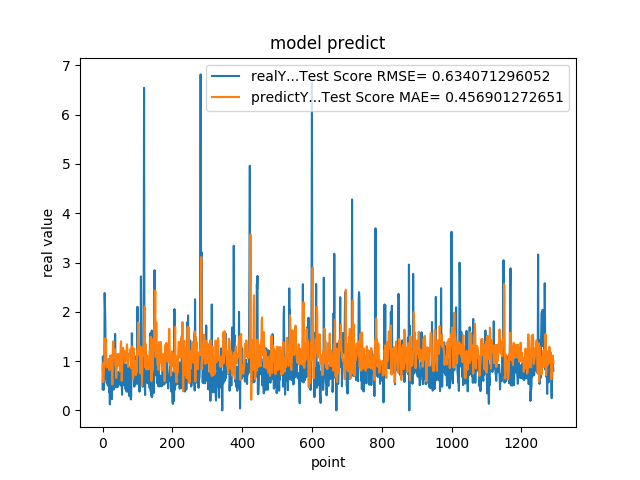 model predict
realY...Test Score RMSE= 0.634071296052
predictY...Test Score MAE= 0.456901272651
7
6
5
4
3
2
1
0
real value
0 200 400 600 800 1000 1200
point